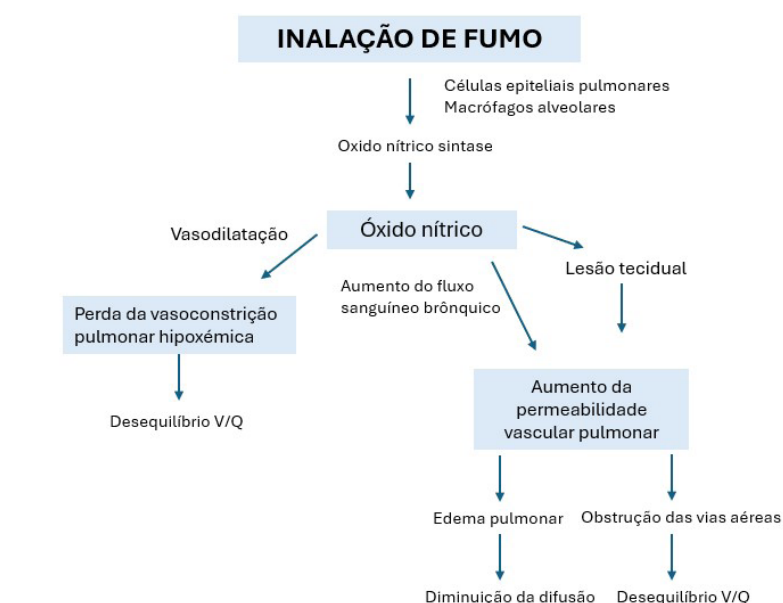 INALAÇÃO DE FUMO
Células epiteliais pulmonares
Macrófagos alveolares
Oxido nítrico sintase
Óxido nítrico
Vasodilatação
Lesão tecidual
Aumento do fluxo
sanguíneo brônquico
Perda da vasoconstrição
pulmonar hipoxémica
Desequilíbrio V/Q
Aumento da
permeabilidade
vascular pulmonar
Edema pulmonar
Obstrução das vias aéreas
Diminuição da difusão
Desequilíbrio V/Q